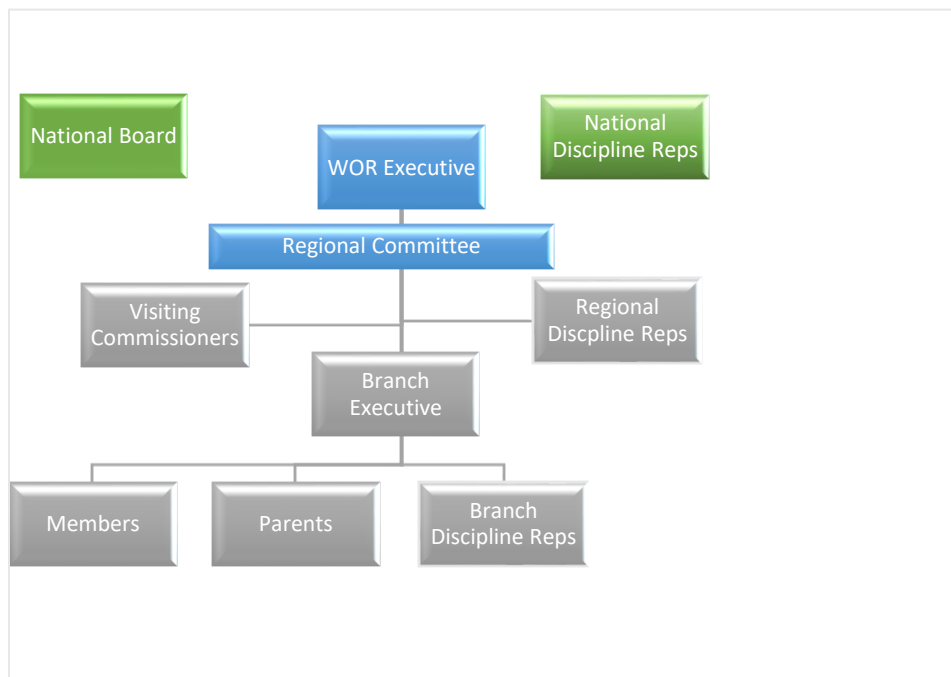 National Board
National
Discipline Reps
WOR Executive
Regional Committee
Visiting
Commissioners
Regional
Discpline Reps
Branch
Executive
Members
Parents
Branch
Discipline Reps